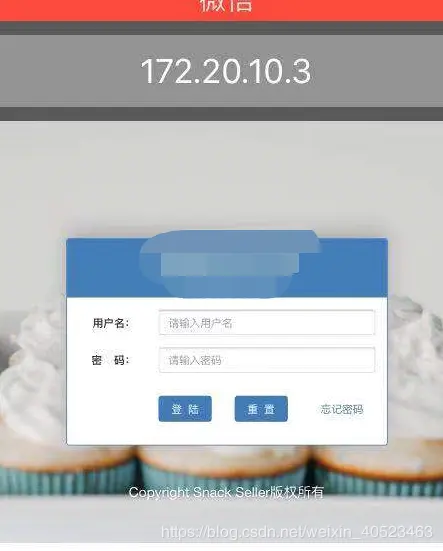 微信
172.20.10.3
用户名：
请输入用户名
密 码：
请输入密码
登 陆 重 置 忘记密码
Copyright Snack Seller版权所有
https://blog.csdn.net/weixin_40523463